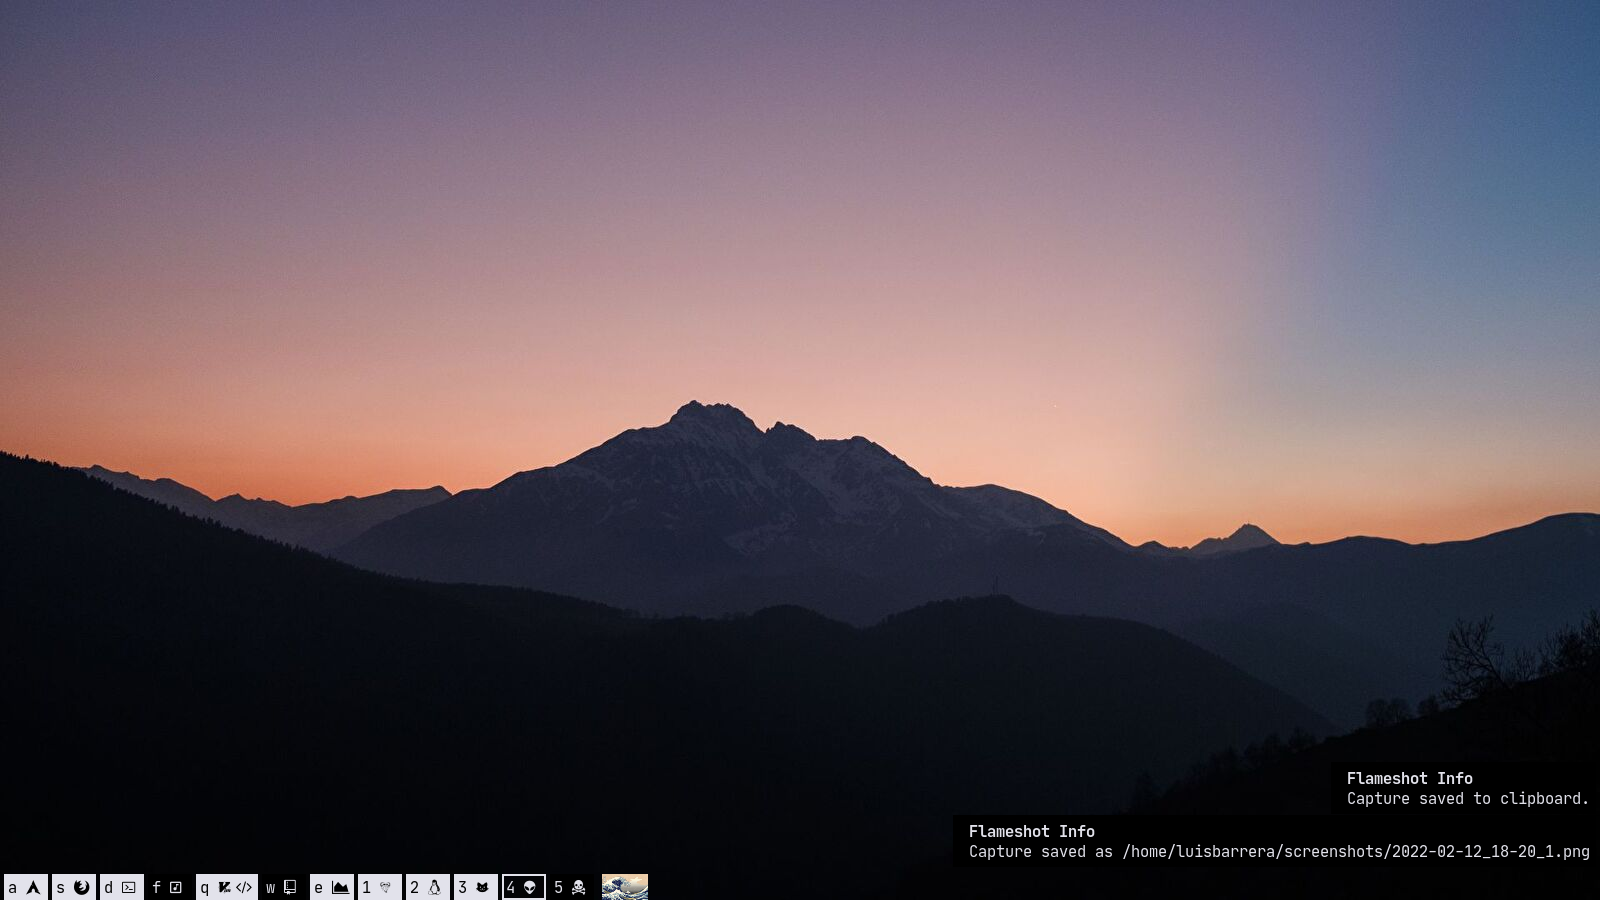 Flameshot Info
Capture saved to clipboard.
Flameshot Info
Capture saved as /home/luisbarrera/screenshots/2022-02-12_18-20_1.png
a s d f q </> w e 1 2 3 4 5